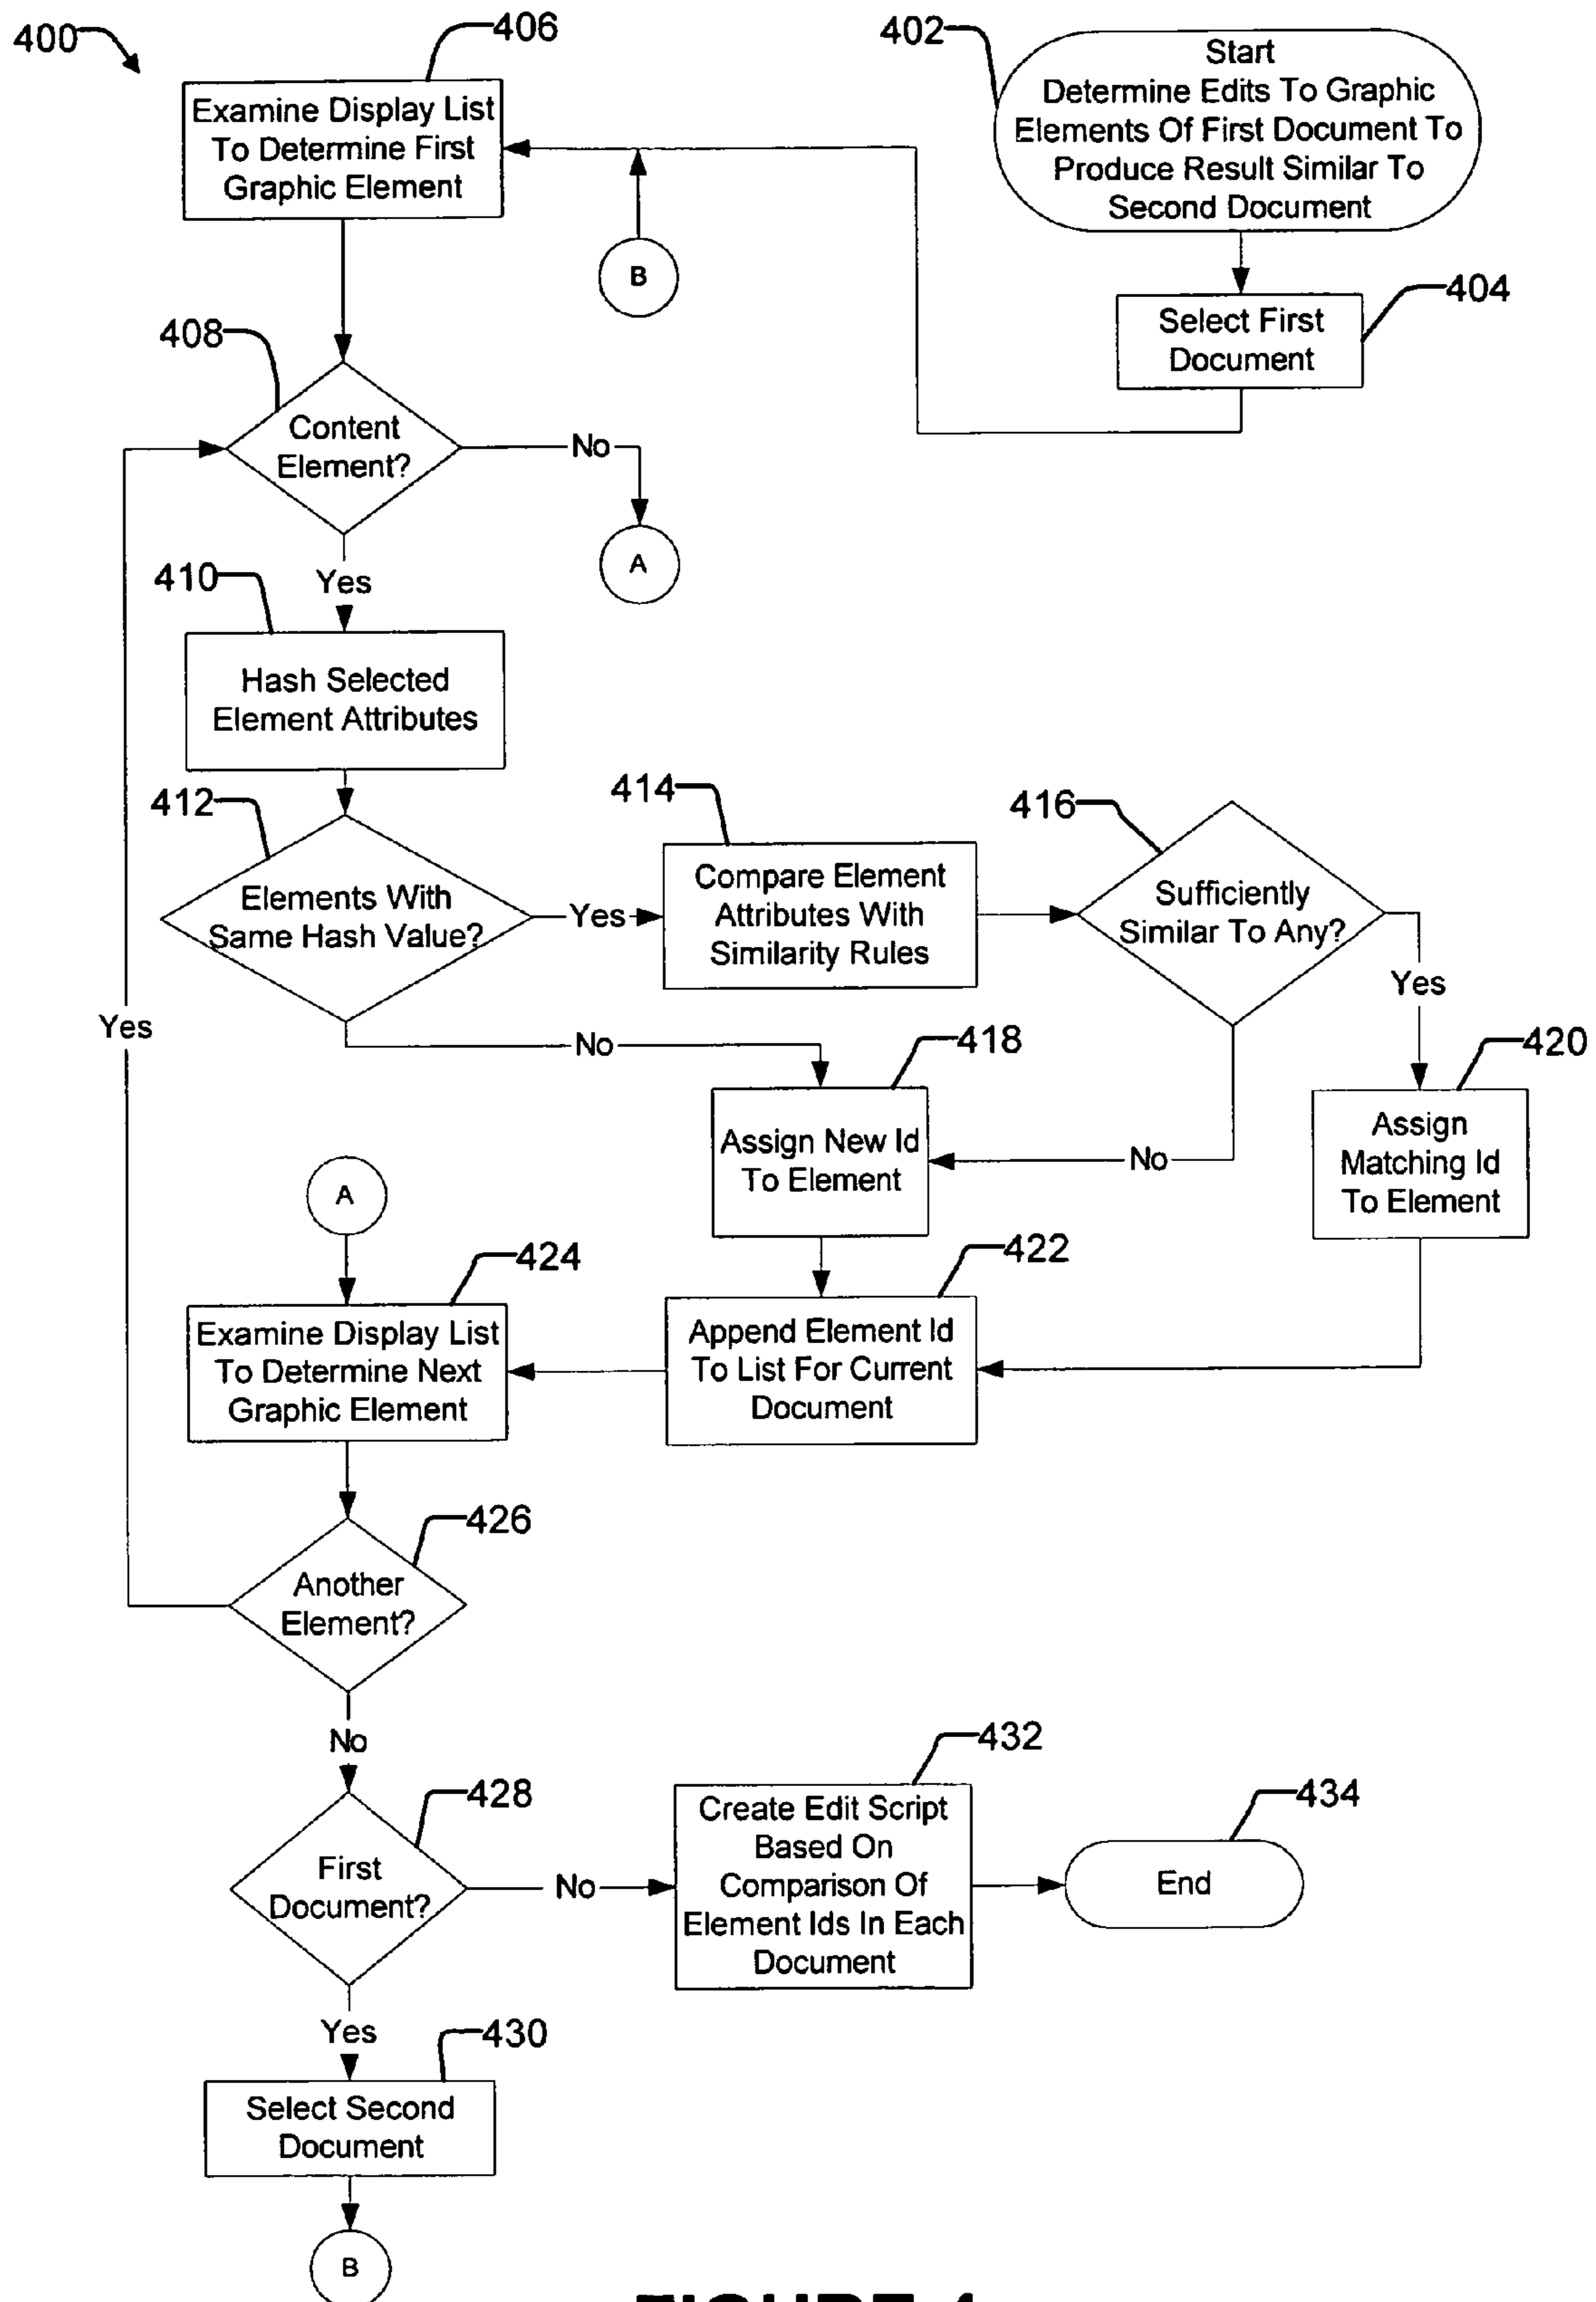 400
406
402
Start
Determine Edits To Graphic
Elements Of First Document To
Produce Result Similar To
Second Document
Examine Display List
To Determine First
Graphic Element
B
404
Select First
Document
408
Content
Element?
No
A
Yes
410
Hash Selected
Element Attributes
412
Elements With
Same Hash Value?
Yes
414
Compare Element
Attributes With
Similarity Rules
416
Sufficiently
Similar To Any?
Yes
Yes
No
418
Assign New Id
To Element
No
420
Assign
Matching Id
To Element
A
424
Examine Display List
To Determine Next
Graphic Element
422
Append Element Id
To List For Current
Document
426
Another
Element?
No
428
First
Document?
No
432
Create Edit Script
Based On
Comparison Of
Element Ids In Each
Document
434
End
Yes
430
Select Second
Document
B